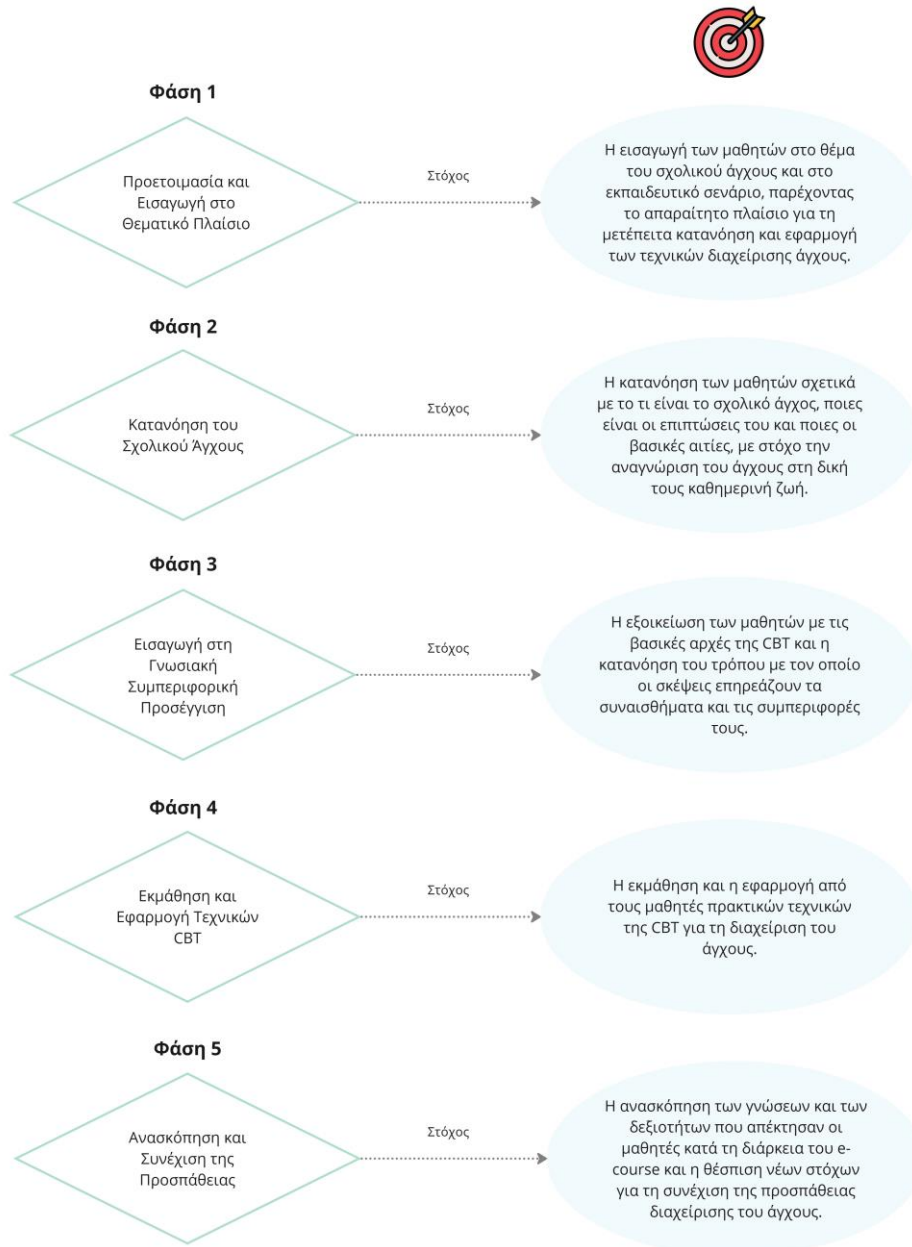 Φάση 1
Προετοιμασία και
Εισαγωγή στο
Θεματικό Πλαίσιο
Στόχος
Η εισαγωγή των μαθητών στο θέμα
του σχολικού άγχους και στο
εκπαιδευτικό σενάριο, παρέχοντας
το απαραίτητο πλαίσιο για τη
μετέπειτα κατανόηση και εφαρμογή
των τεχνικών διαχείρισης άγχους.
Φάση 2
Κατανόηση του
Σχολικού Άγχους
Στόχος
Η κατανόηση των μαθητών σχετικά
με το τι είναι το σχολικό άγχος, ποιες
είναι οι επιπτώσεις του και ποιες οι
βασικές αιτίες, με στόχο την
αναγνώριση του άγχους στη δική
τους καθημερινή ζωή.
Φάση 3
Εισαγωγή στη
Γνωσιακή
Συμπεριφορική
Προσέγγιση
Στόχος
Η εξοικείωση των μαθητών με τις
βασικές αρχές της CBT και η
κατανόηση του τρόπου με τον οποίο
οι σκέψεις επηρεάζουν τα
συναισθήματα και τις συμπεριφορές
τους.
Φάση 4
Εκμάθηση και
Εφαρμογή Τεχνικών
CBT
Στόχος
Η εκμάθηση και η εφαρμογή από
τους μαθητές πρακτικών τεχνικών
της CBT για τη διαχείριση του
άγχους.
Φάση 5
Ανασκόπηση και
Συνέχιση της
Προσπάθειας
Στόχος
Η ανασκόπηση των γνώσεων και των
δεξιοτήτων που απέκτησαν οι
μαθητές κατά τη διάρκεια του e-
course και η θέσπιση νέων στόχων
για τη συνέχιση της προσπάθειας
διαχείρισης του άγχους.